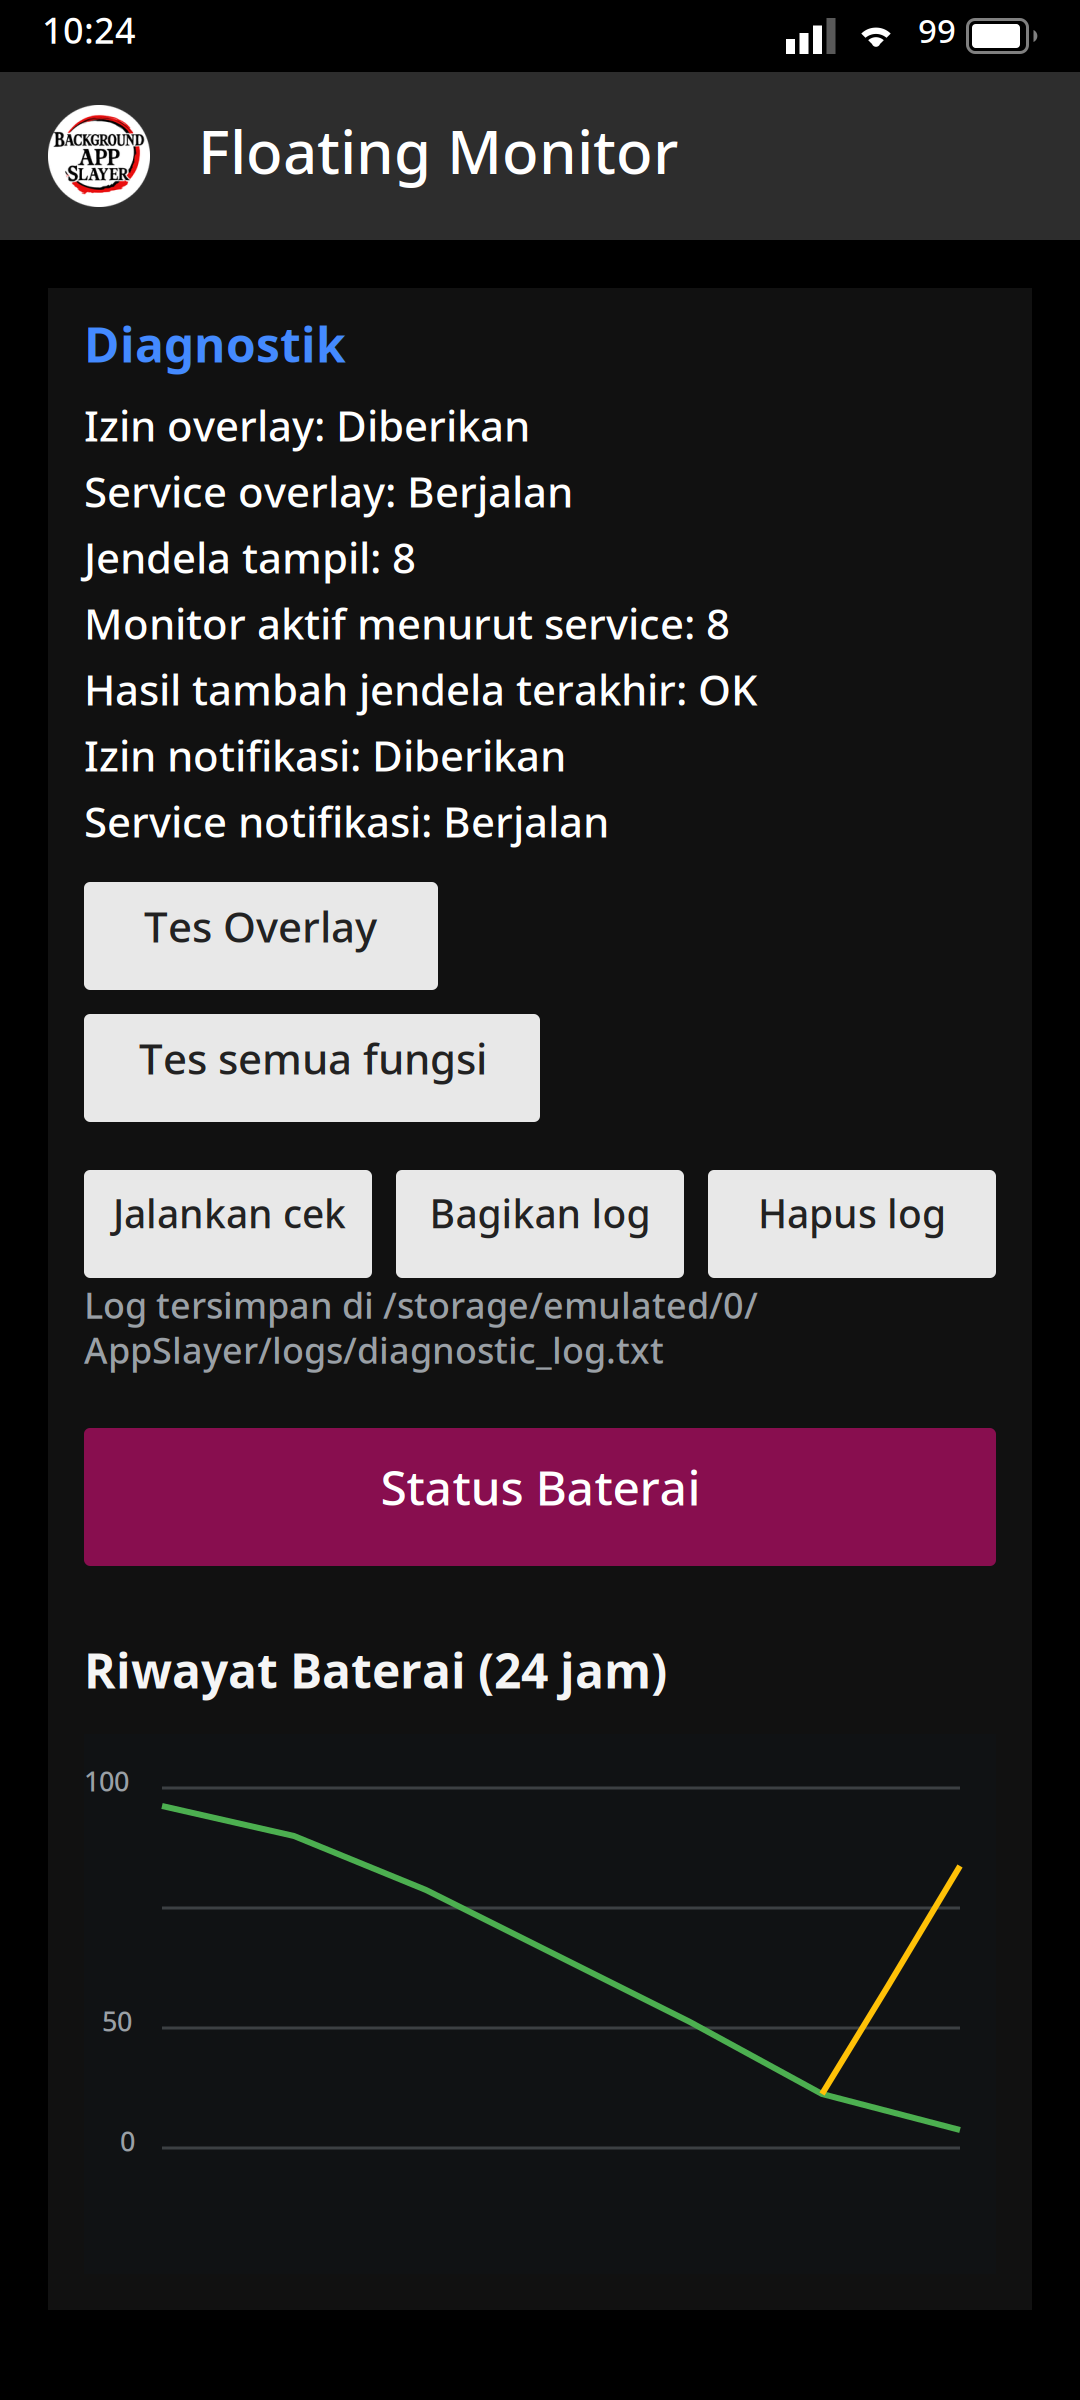 10:24
99
BACKGROUND
APP
SLAYER
Floating Monitor
Diagnostik
Izin overlay: Diberikan
Service overlay: Berjalan
Jendela tampil: 8
Monitor aktif menurut service: 8
Hasil tambah jendela terakhir: OK
Izin notifikasi: Diberikan
Service notifikasi: Berjalan
Tes Overlay
Tes semua fungsi
Jalankan cek
Bagikan log
Hapus log
Log tersimpan di /storage/emulated/0/
AppSlayer/logs/diagnostic_log.txt
Status Baterai
Riwayat Baterai (24 jam)
100
50
0